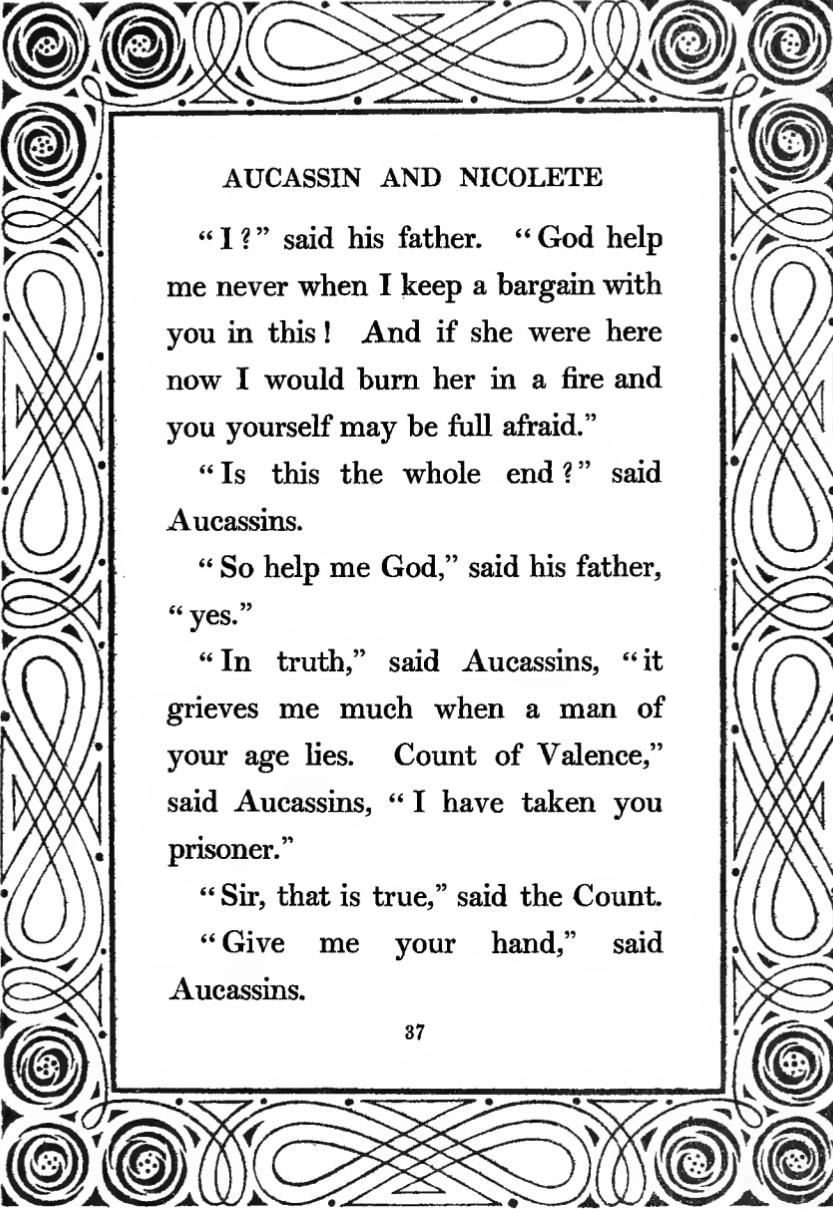 AUCASSIN AND NICOLETE
“I?” said his father. “God help
me never when I keep a bargain with
you in this! And if she were here
now I would burn her in a fire and
you yourself may be full afraid.”
“Is this the whole end?” said
Aucassins.
“So help me God,” said his father,
“yes.”
“In truth,” said Aucassins, “it
grieves me much when a man of
your age lies. Count of Valence,”
said Aucassins, “I have taken you
prisoner.”
“Sir, that is true,” said the Count.
“Give me your hand,” said
Aucassins.
37